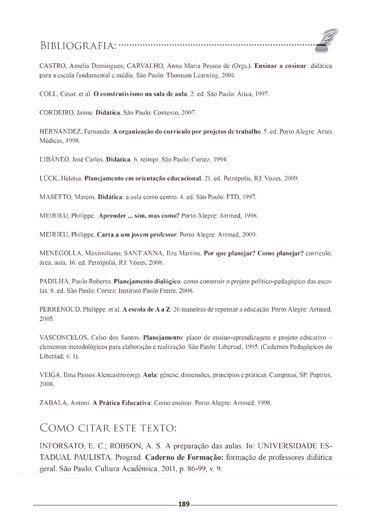 BIBLIOGRAFIA:
CASTRO, Amelia Domingues; CARVALHO, Anna Maria Pessoa de (Orgs.). Ensinar a ensinar: didática
para a escola fundamental e média. São Paulo: Thomson Learning, 2001.
COLL, César. et al. O construtivismo na sala de aula. 2. ed. São Paulo: Ática, 1997.
CORDEIRO, Jaime. Didática. São Paulo: Contexto, 2007.
HERNANDEZ, Fernando. A organização do currículo por projetos de trabalho. 5. ed. Porto Alegre: Artes
Médicas, 1998.
LIBÂNEO. José Carlos. Didática. 6. reimpr. São Paulo: Cortez, 1994.
LÜCK, Heloísa. Planejamento em orientação educacional. 21. ed. Petrópolis, RJ: Vozes, 2009.
MASETTO, Marcos. Didática: a aula como centro. 4. ed. São Paulo: FTD, 1997.
MEIRIEU, Philippe. Aprender ... sim, mas como? Porto Alegre: Artmed, 1998.
MEIRIEU, Philippe. Carta a um jovem professor. Porto Alegre: Artmed, 2009.
MENEGOLLA, Maximiliano; SANT'ANNA, Ilza Martins. Por que planejar? Como planejar? currículo,
área, aula. 16. ed. Petrópolis, RJ: Vozes, 2008.
PADILHA, Paulo Roberto. Planejamento dialógico: como construir o projeto político-pedagógico das esco-
las. 8. ed. São Paulo: Cortez: Instituto Paulo Freire, 2008.
PERRENOUD, Philippe. et al. A escola de A a Z: 26 maneiras de repensar a educação. Porto Alegre: Artmed,
2005.
VASCONCELOS, Celso dos Santos. Planejamento: plano de ensino-aprendizagem e projeto educativo –
elementos metodológicos para elaboração e realização. São Paulo: Libertad, 1995. (Cadernos Pedagógicos do
Libertad; v. 1).
VEIGA, Ilma Passos Alencastro (org). Aula: gênese, dimensões, princípios e práticas. Campinas, SP: Papirus,
2008.
ZABALA, Antoni. A Prática Educativa: Como ensinar. Porto Alegre: Artmed, 1998.
COMO CITAR ESTE TEXTO:
INFORSATO, E. C.; ROBSON, A. S. A preparação das aulas. In: UNIVERSIDADE ES-
TADUAL PAULISTA. Prograd. Caderno de Formação: formação de professores didática
geral. São Paulo: Cultura Acadêmica, 2011, p. 86-99, v. 9.
189